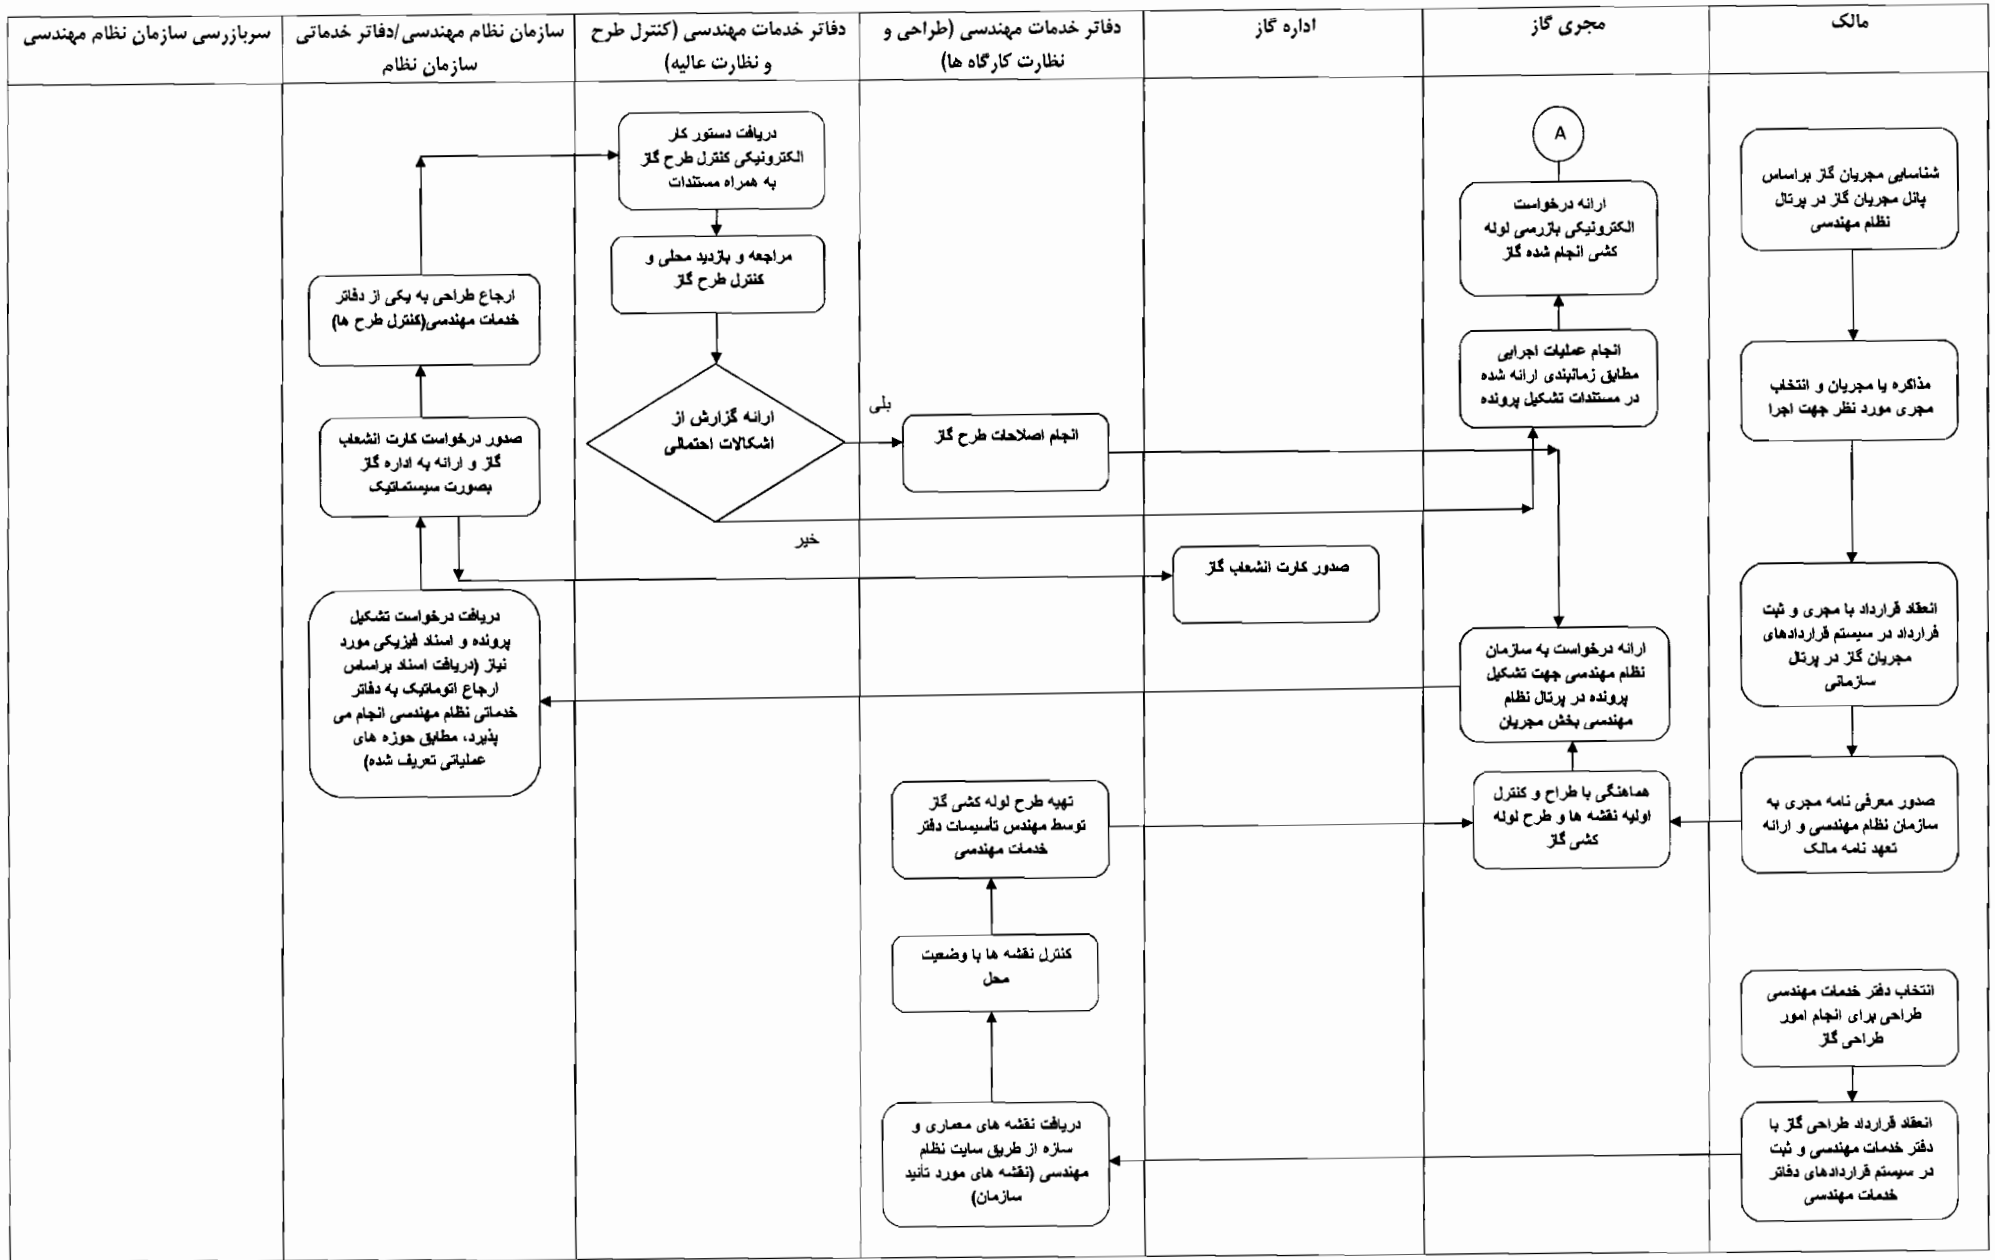 مالک
مجری گاز
اداره گاز
دفاتر خدمات مهندسی (طراحی و
نظارت کارگاه ها)
دفاتر خدمات مهندسی (کنترل طرح
و نظارت عالیه)
سازمان نظام مهندسی/دفاتر خدماتی
سازمان نظام
سربازرسی سازمان نظام مهندسی
شناسایی مجریان گاز براساس
پانل مجریان گاز در پرتال
نظام مهندسی
مذاکره یا مجریان و انتخاب
مجری مورد نظر جهت اجرا
انعقاد قرارداد با مجری و ثبت
قرارداد در سیستم قراردادهای
مجریان گاز در پرتال
سازمانی
صدور معرفی نامه مجری به
سازمان نظام مهندسی و ارائه
تعهد نامه مالک
انتخاب دفتر خدمات مهندسی
طراحی برای انجام امور
طراحی گاز
انعقاد قرارداد طراحی گاز با
دفتر خدمات مهندسی و ثبت
در سیستم قراردادهای دفاتر
خدمات مهندسی
A
ارائه درخواست
الکترونیکی بازرسی لوله
کشی انجام شده گاز
انجام عملیات اجرایی
مطابق زمانبندی ارائه شده
در مستندات تشکیل پرونده
ارائه درخواست به سازمان
نظام مهندسی جهت تشکیل
پرونده در پرتال نظام
مهندسی بخش مجریان
هماهنگی با طراح و کنترل
اولیه نقشه ها و طرح لوله
کشی گاز
صدور کارت انشعاب گاز
بلی
انجام اصلاحات طرح گاز
تهیه طرح لوله کشی گاز
توسط مهندس تأسیسات دفتر
خدمات مهندسی
کنترل نقشه ها با وضعیت
محل
دریافت نقشه های معماری و
سازه از طریق سایت نظام
مهندسی (نقشه های مورد تأئید
سازمان)
دریافت دستور کار
الکترونیکی کنترل طرح گاز
به همراه مستندات
مراجعه و بازدید محلی و
کنترل طرح گاز
ارائه گزارش از
اشکالات احتمالی
خیر
ارجاع طراحی به یکی از دفاتر
خدمات مهندسی(کنترل طرح ها)
صدور درخواست کارت انشعاب
گاز و ارائه به اداره گاز
بصورت سیستماتیک
دریافت درخواست تشکیل
پرونده و اسناد فیزیکی مورد
نیاز (دریافت اسناد براساس
ارجاع اتوماتیک به دفاتر
خدماتی نظام مهندسی انجام می
پذیرد، مطابق حوزه های
عملیاتی تعریف شده)